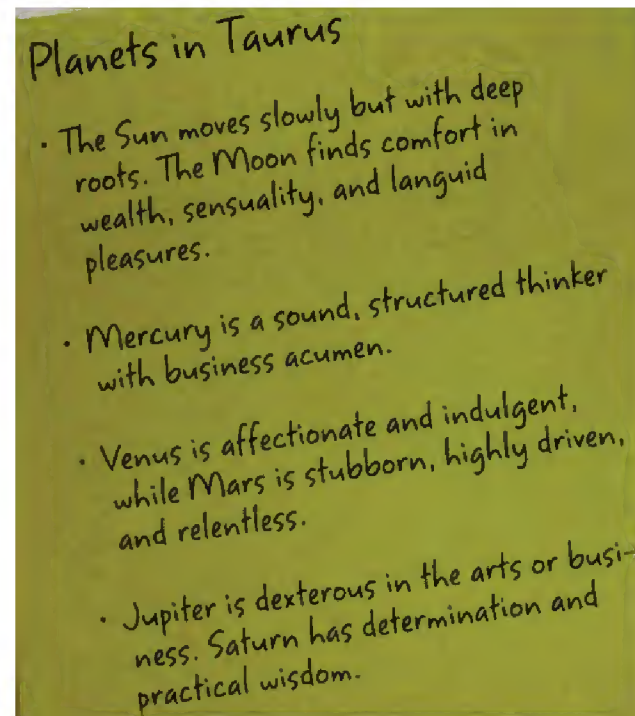 Planets in Taurus
· The Sun moves slowly but with deep
roots. The Moon finds comfort in
wealth, sensuality, and languid
pleasures.
· Mercury is a sound, structured thinker
with business acumen.
· Venus is affectionate and indulgent,
while Mars is stubborn, highly driven,
and relentless.
· Jupiter is dexterous in the arts or busi-
ness. Saturn has determination and
practical wisdom.